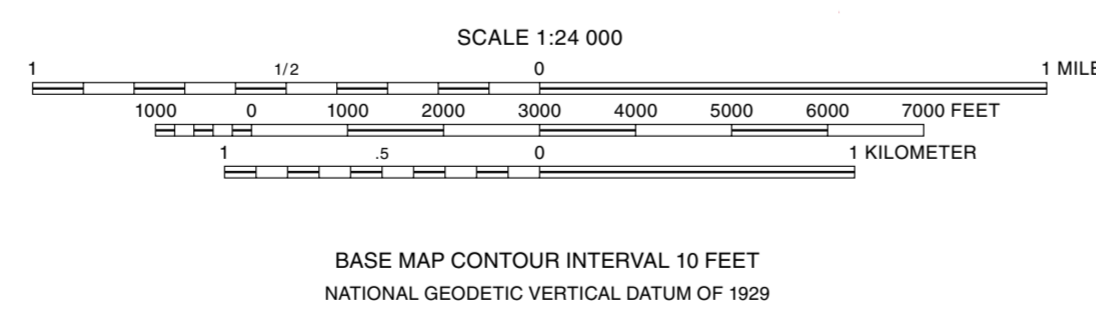 SCALE 1:24 000
1 1/2 0 1 MILE
1000 0 1000 2000 3000 4000 5000 6000 7000 FEET
1 .5 0 1 KILOMETER
BASE MAP CONTOUR INTERVAL 10 FEET
NATIONAL GEODETIC VERTICAL DATUM OF 1929